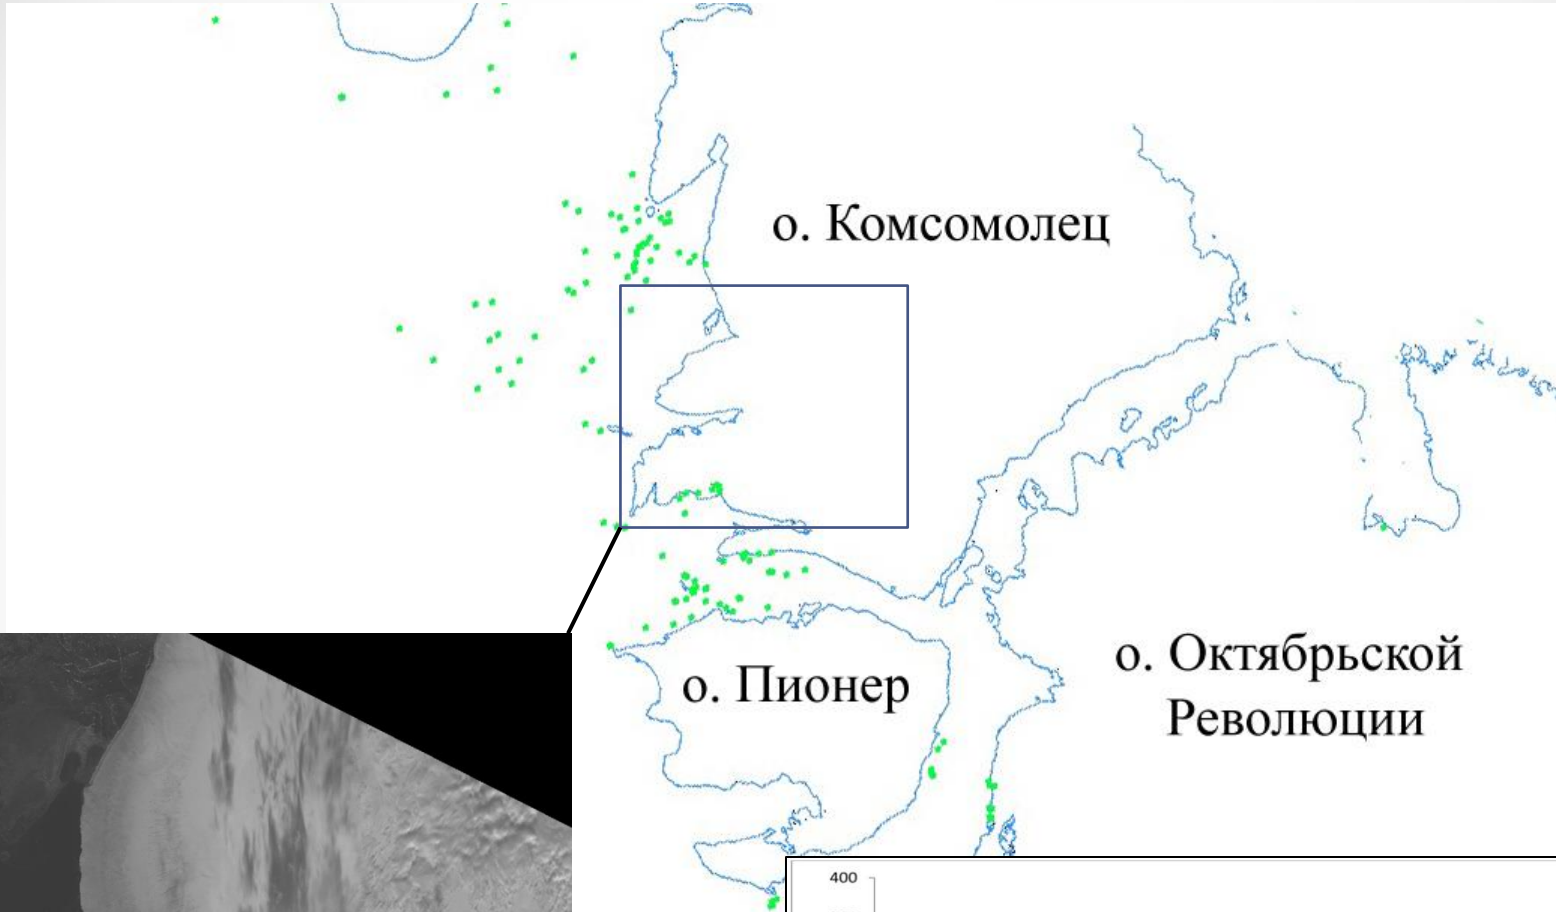 о. Комсомолец
о. Октябрьской
Революции
о. Пионер
400